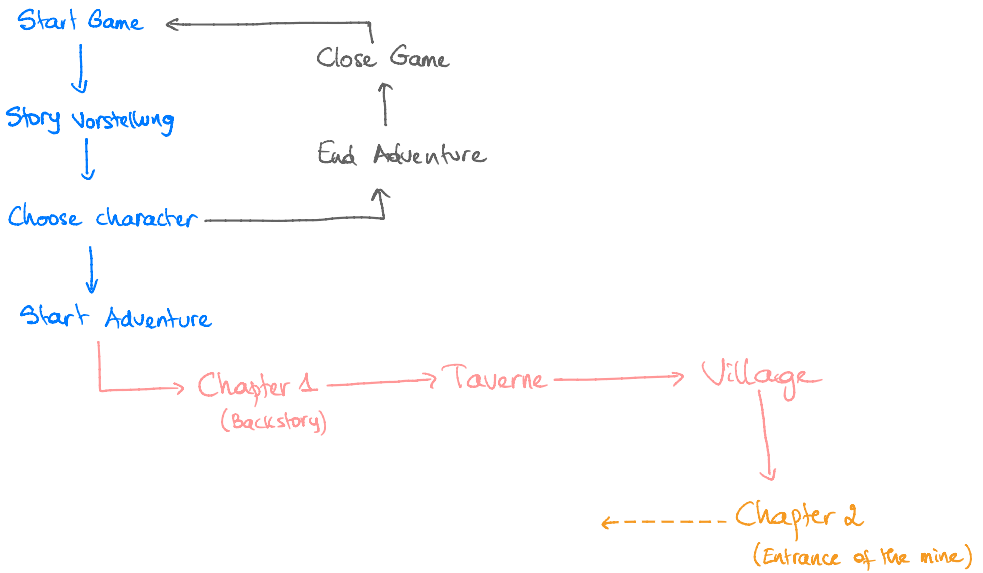 Start Game
Close Game
Story Vorstellung
End Adventure
Choose character
Start Adventure
Chapter 1
(Backstory)
Taverne
Village
Chapter 2
(Entrance of the mine)